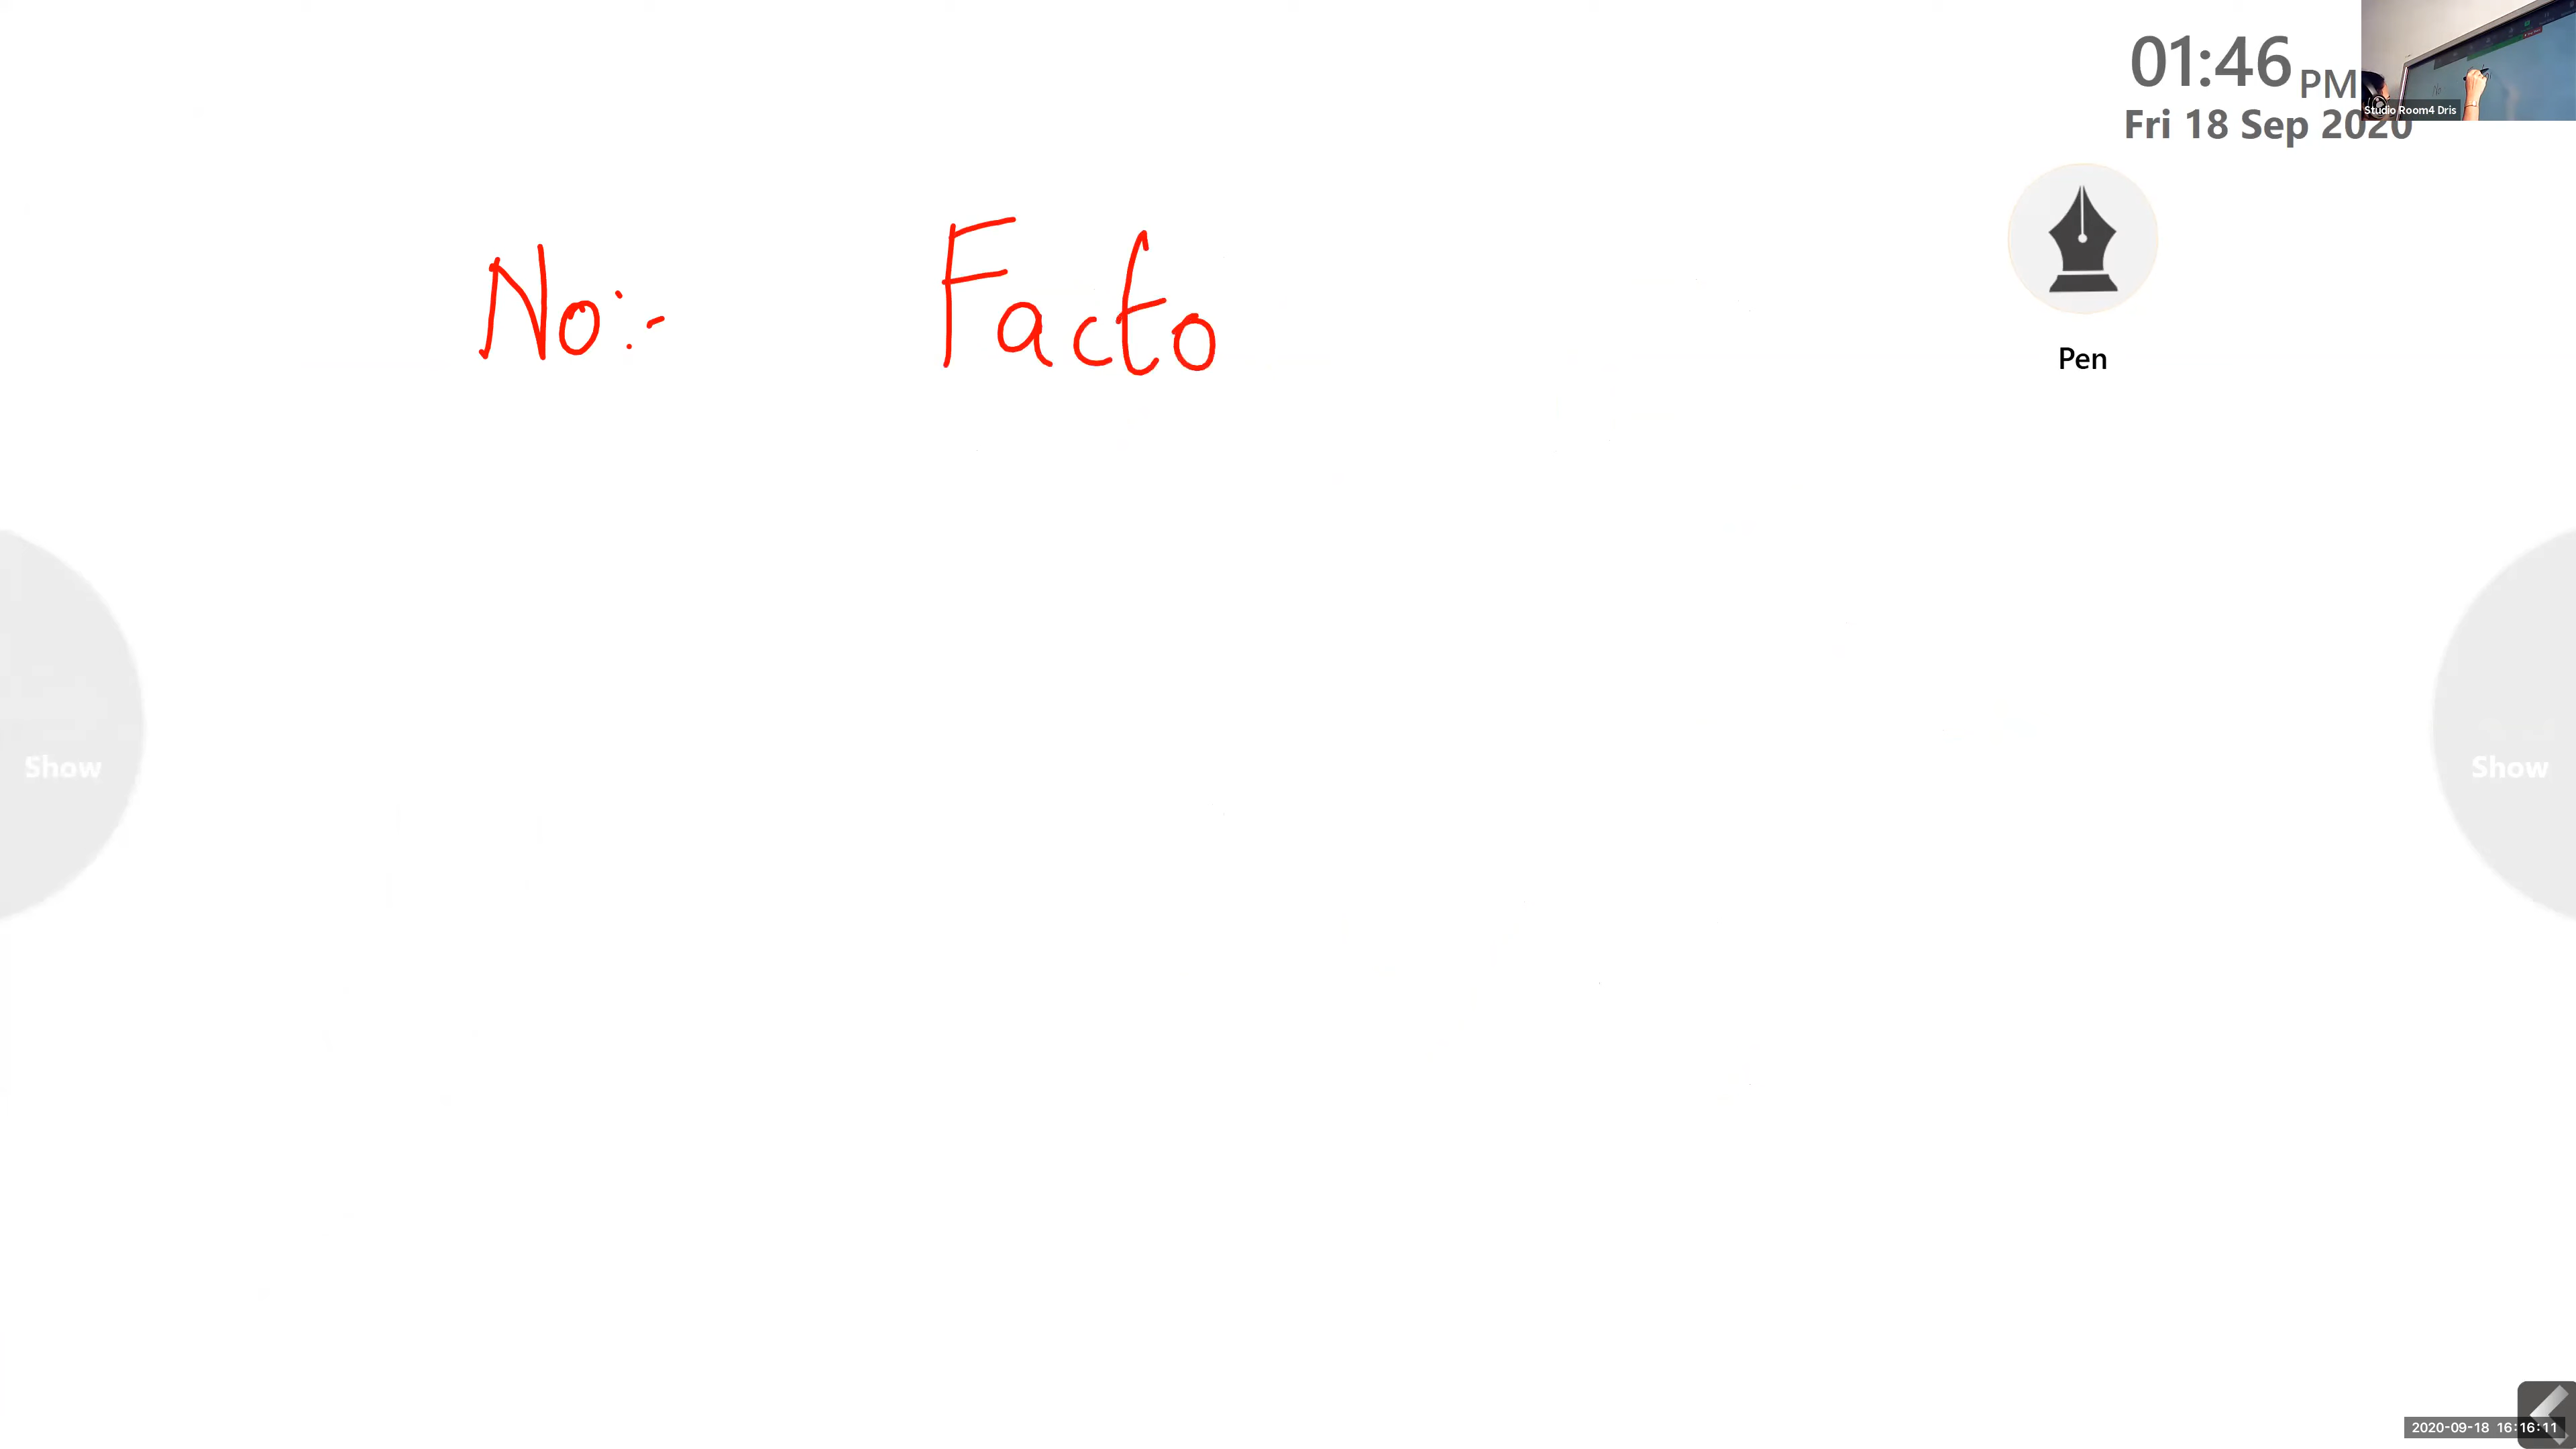 01:46 PM
Studio Room4 Dris
Fri 18 Sep 2020
No:- Facto
Pen
Show Show
2020-09-18 16:16:11